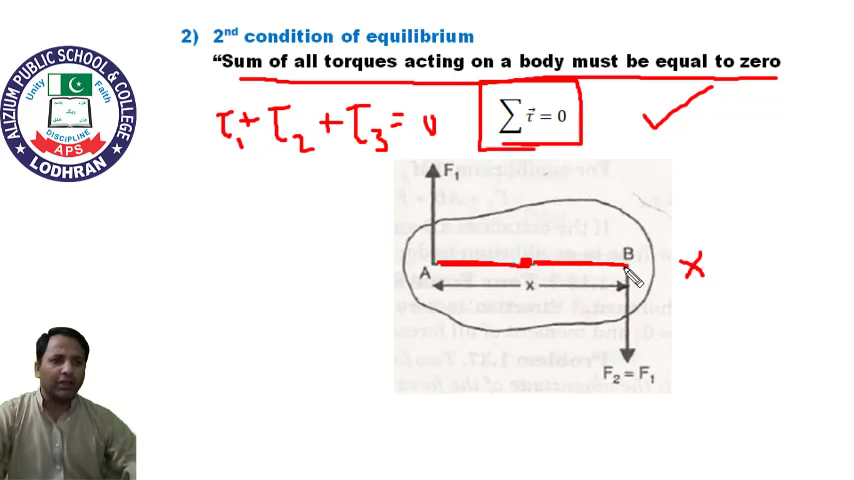 2) 2nd condition of equilibrium
“Sum of all torques acting on a body must be equal to zero
τ1 + τ2 + τ3 = 0
∑ τ⃗ = 0
ALIZIUM PUBLIC SCHOOL & COLLEGE
Unity
Faith
DISCIPLINE
APS
LODHRAN
F1
A
B
x
x
F2 = F1